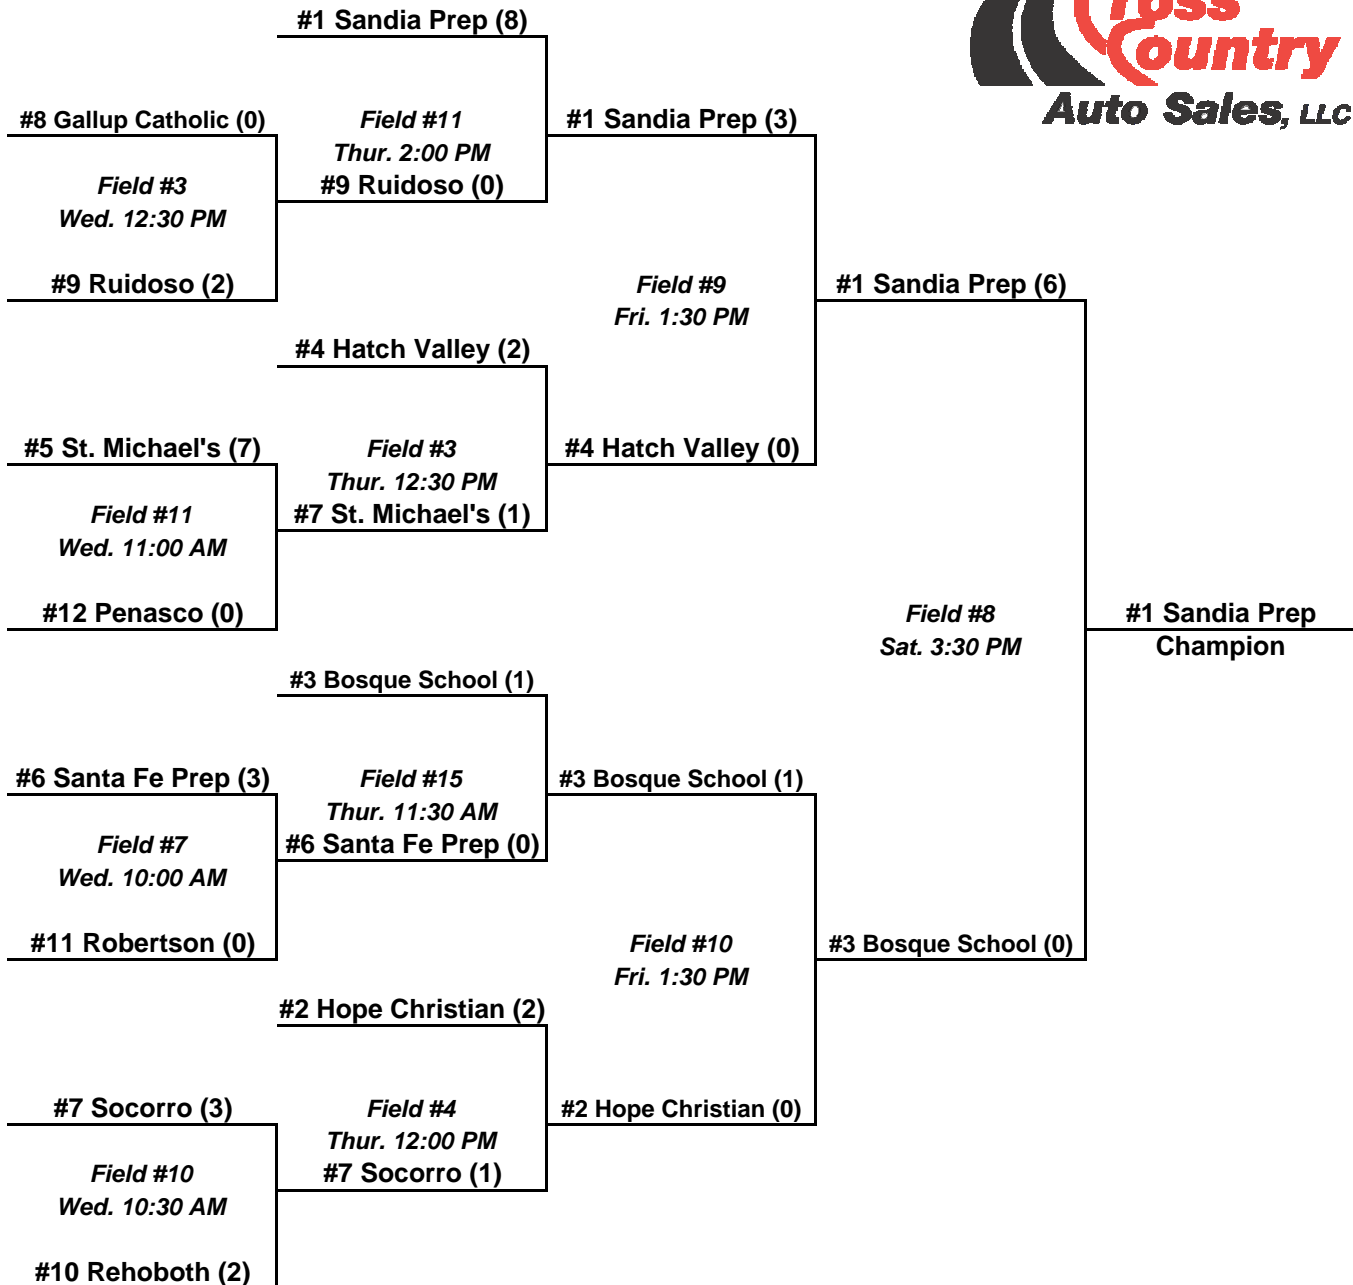 #1 Sandia Prep (8)
ross
ountry
Auto Sales, LLC
#8 Gallup Catholic (0)
Field #11
Thur. 2:00 PM
#1 Sandia Prep (3)
Field #3
Wed. 12:30 PM
#9 Ruidoso (0)
#9 Ruidoso (2)
Field #9
Fri. 1:30 PM
#1 Sandia Prep (6)
#4 Hatch Valley (2)
#5 St. Michael's (7)
Field #3
Thur. 12:30 PM
#4 Hatch Valley (0)
Field #11
Wed. 11:00 AM
#7 St. Michael's (1)
#12 Penasco (0)
Field #8
Sat. 3:30 PM
#1 Sandia Prep
Champion
#3 Bosque School (1)
#6 Santa Fe Prep (3)
Field #15
Thur. 11:30 AM
#3 Bosque School (1)
Field #7
Wed. 10:00 AM
#6 Santa Fe Prep (0)
#11 Robertson (0)
Field #10
Fri. 1:30 PM
#3 Bosque School (0)
#2 Hope Christian (2)
#7 Socorro (3)
Field #4
Thur. 12:00 PM
#2 Hope Christian (0)
Field #10
Wed. 10:30 AM
#7 Socorro (1)
#10 Rehoboth (2)